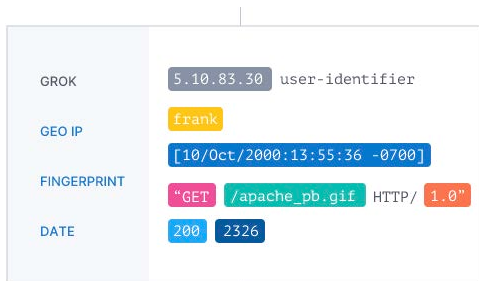 GROK
GEO IP
FINGERPRINT
DATE
5.10.83.30 user-identifier
frank
[10/Oct/2000:13:55:36 -0700]
“GET /apache_pb.gif HTTP/ 1.0”
200 2326